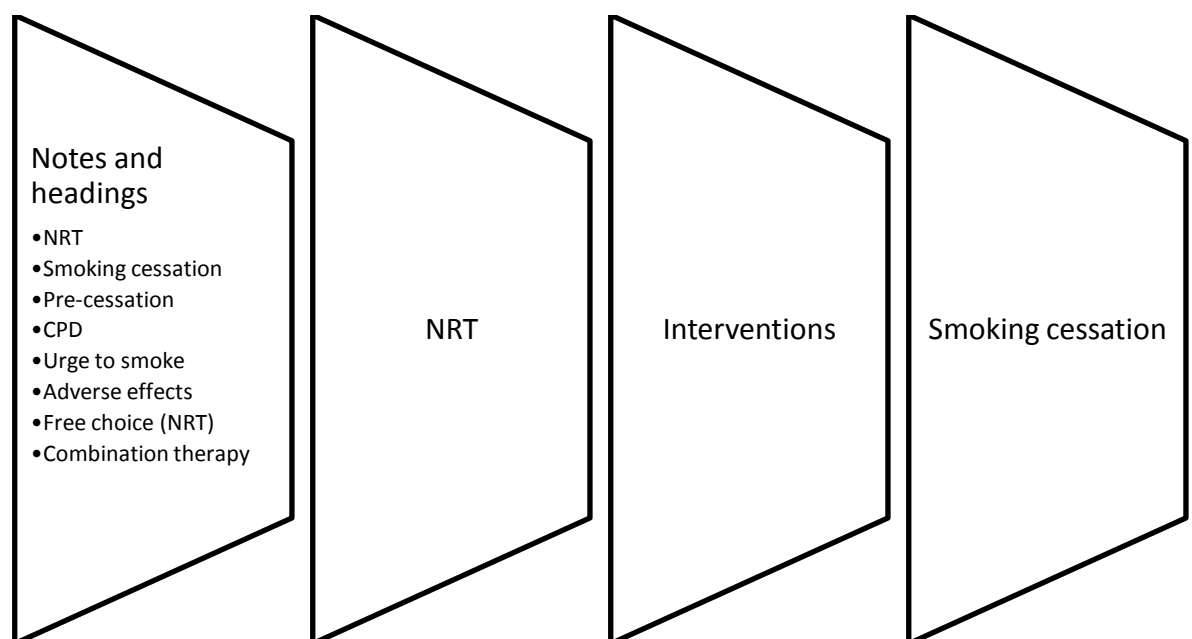 Notes and
headings
•NRT
•Smoking cessation
•Pre-cessation
•CPD
•Urge to smoke
•Adverse effects
•Free choice (NRT)
•Combination therapy
NRT
Interventions
Smoking cessation